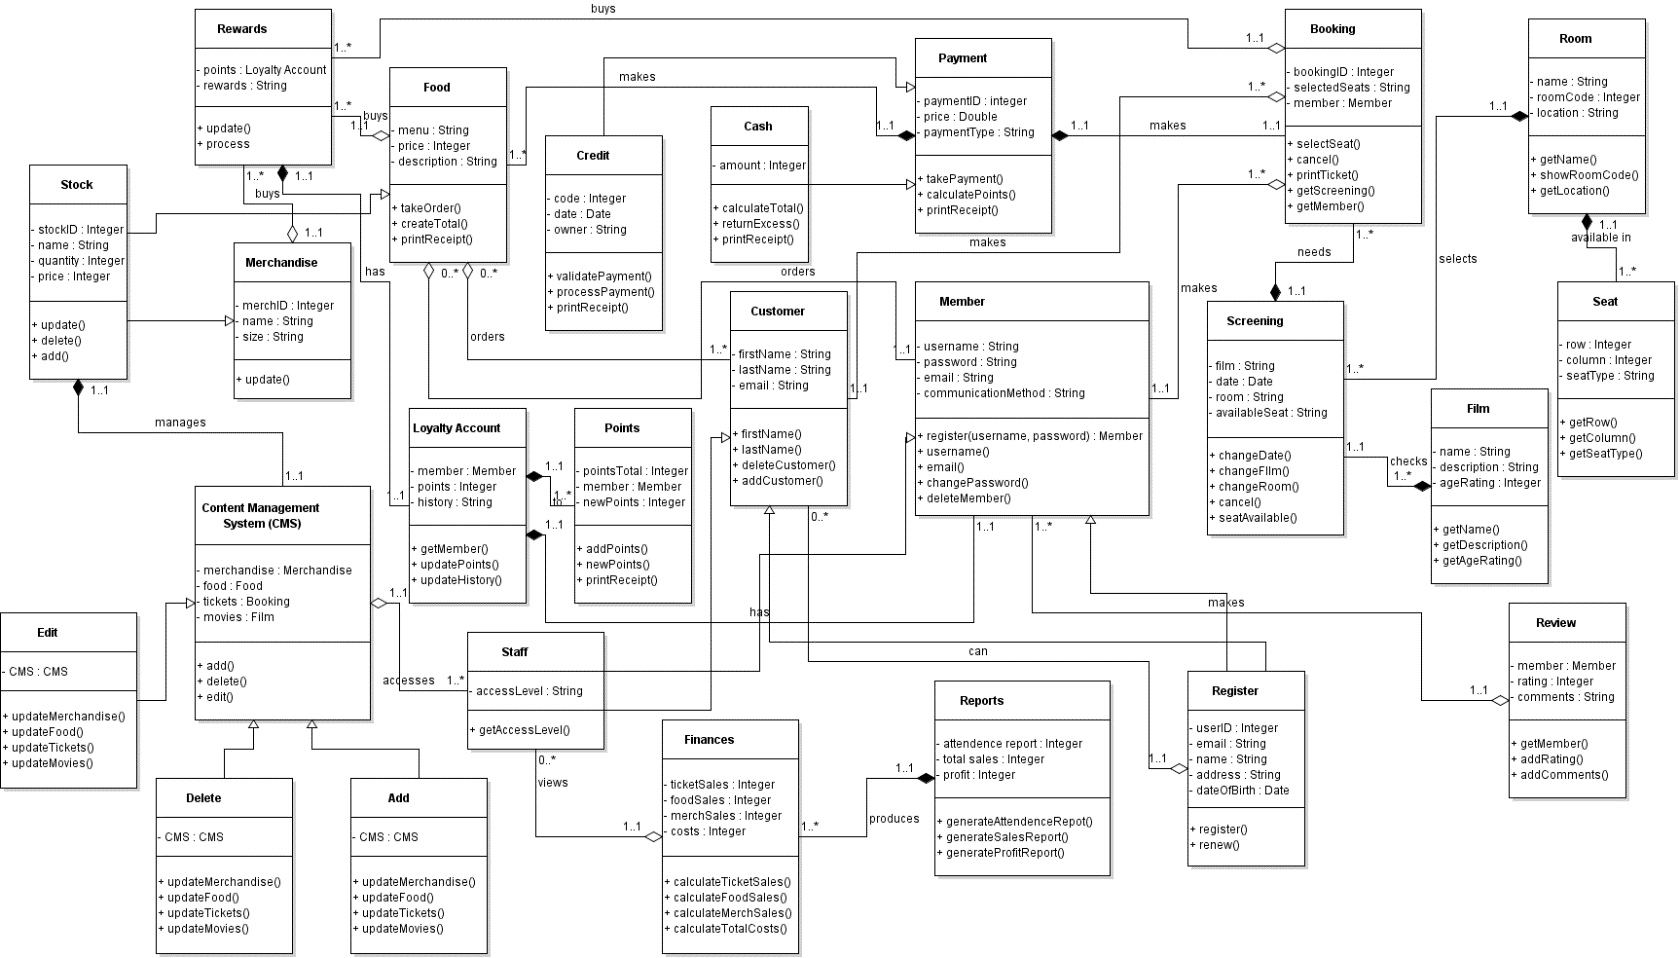 Rewards
- points : Loyalty Account
- rewards : String
+ update()
+ process
buys
1..*
1..1
Booking
- bookingID : Integer
- selectedSeats : String
- member : Member
+ selectSeat()
+ cancel()
+ printTicket()
+ getScreening()
+ getMember()
Room
- name : String
- roomCode : Integer
- location : String
+ getName()
+ showRoomCode()
+ getLocation()
Food
- menu : String
- price : Integer
- description : String
+ takeOrder()
+ createTotal()
+ printReceipt()
1..*
buys
1..1
1..*
makes
1..1
Payment
- paymentID : integer
- price : Double
- paymentType : String
+ takePayment()
+ calculatePoints()
+ printReceipt()
1..1
makes
1..1
1..*
1..*
Cash
- amount : Integer
+ calculateTotal()
+ returnExcess()
+ printReceipt()
Credit
- code : Integer
- date : Date
- owner : String
+ validatePayment()
+ processPayment()
+ printReceipt()
Stock
- stockID : Integer
- name : String
- quantity : Integer
- price : Integer
+ update()
+ delete()
+ add()
1..*
buys
1..1
1..1
has
Merchandise
- merchID : Integer
- name : String
- size : String
+ update()
0..*
0..*
orders
orders
makes
makes
1..*
needs
1..1
1..1
selects
1..*
1..1
available in
1..*
Customer
- firstName : String
- lastName : String
- email : String
+ firstName()
+ lastName()
+ deleteCustomer()
+ addCustomer()
1..*
1..1
1..1
Member
- username : String
- password : String
- email : String
- communicationMethod : String
+ register(username, password) : Member
+ username()
+ email()
+ changePassword()
+ deleteMember()
1..1
Screening
- film : String
- date : Date
- room : String
- availableSeat : String
+ changeDate()
+ changeFIlm()
+ changeRoom()
+ cancel()
+ seatAvailable()
Seat
- row : Integer
- column : Integer
- seatType : String
+ getRow()
+ getColumn()
+ getSeatType()
Film
- name : String
- description : String
- ageRating : Integer
+ getName()
+ getDescription()
+ getAgeRating()
1..1
checks
1..*
1..1
manages
1..1
Loyalty Account
- member : Member
- points : Integer
- history : String
+ getMember()
+ updatePoints()
+ updateHistory()
1..1
1..1
1..*
1..1
Points
- pointsTotal : Integer
- member : Member
- newPoints : Integer
+ addPoints()
+ newPoints()
+ printReceipt()
Content Management
System (CMS)
- merchandise : Merchandise
- food : Food
- tickets : Booking
- movies : Film
+ add()
+ delete()
+ edit()
1..1
accesses
1..*
0..*
1..1
1..*
has
makes
can
1..1
1..1
Edit
- CMS : CMS
+ updateMerchandise()
+ updateFood()
+ updateTickets()
+ updateMovies()
Staff
- accessLevel : String
+ getAccessLevel()
0..*
views
1..1
Review
- member : Member
- rating : Integer
- comments : String
+ getMember()
+ addRating()
+ addComments()
Register
- userID : Integer
- email : String
- name : String
- address : String
- dateOfBirth : Date
+ register()
+ renew()
Reports
- attendence report : Integer
- total sales : Integer
- profit : Integer
+ generateAttendenceRepot()
+ generateSalesReport()
+ generateProfitReport()
Finances
- ticketSales : Integer
- foodSales : Integer
- merchSales : Integer
- costs : Integer
+ calculateTicketSales()
+ calculateFoodSales()
+ calculateMerchSales()
+ calculateTotalCosts()
1..1
produces
1..*
Delete
- CMS : CMS
+ updateMerchandise()
+ updateFood()
+ updateTickets()
+ updateMovies()
Add
- CMS : CMS
+ updateMerchandise()
+ updateFood()
+ updateTickets()
+ updateMovies()